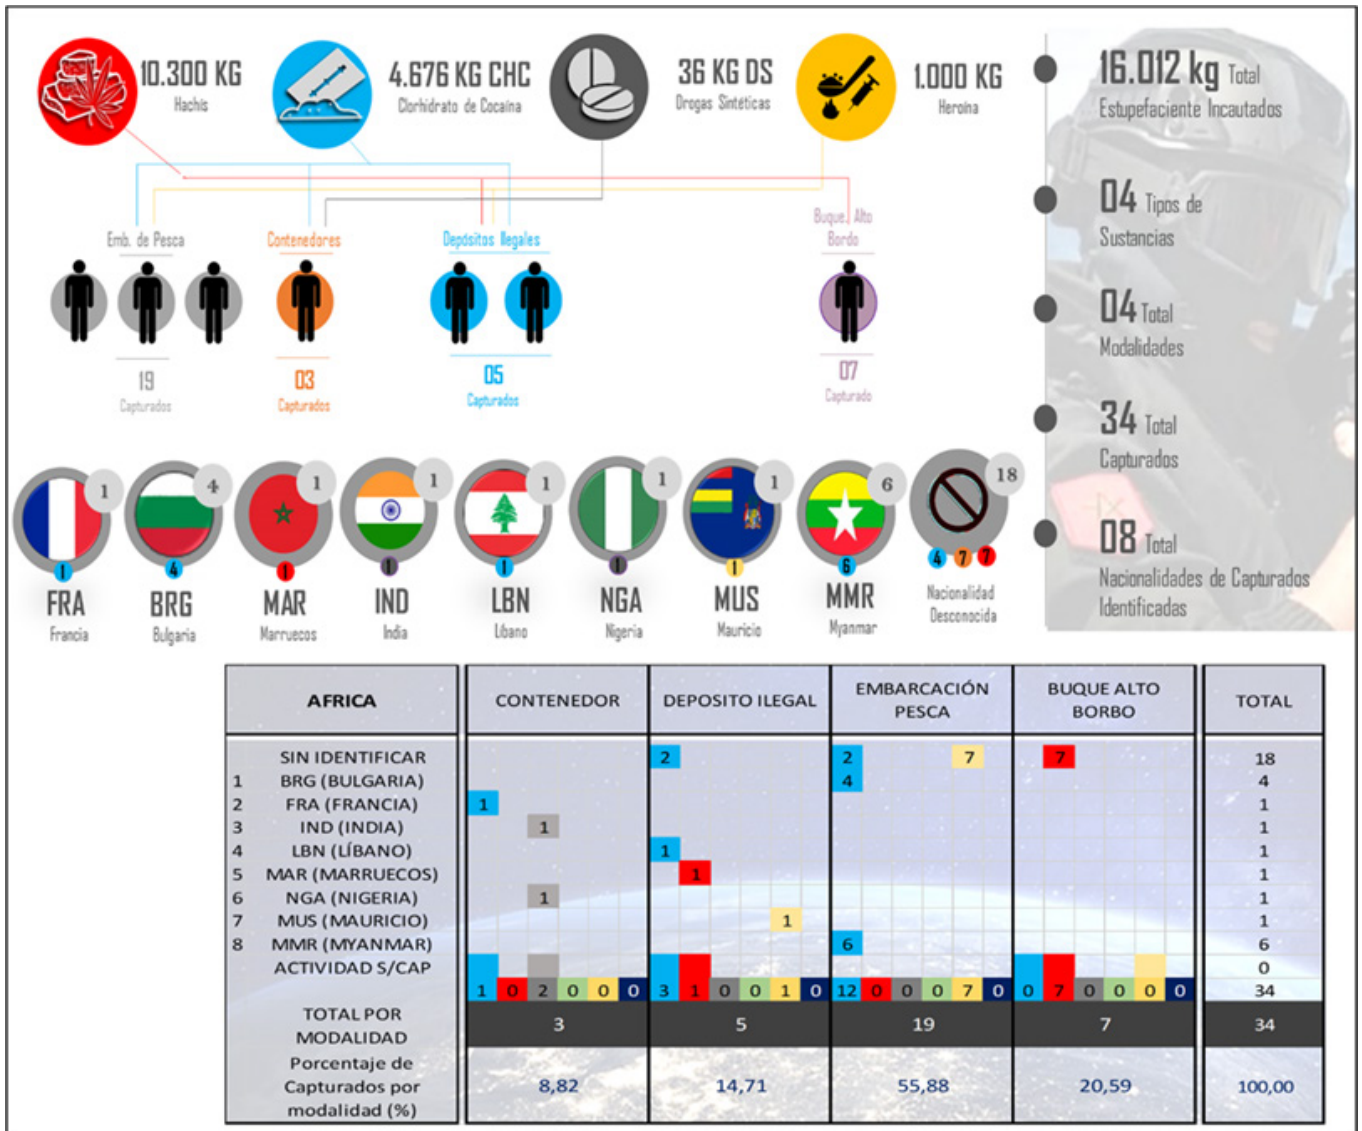 10.300 KG
Hachís
4.676 KG CHC
Clorhidrato de Cocaína
36 KG DS
Drogas Sintéticas
1.000 KG
Heroína
16.012 kg Total
Estupefaciente Incautados
04 Tipos de
Sustancias
04 Total
Modalidades
34 Total
Capturados
08 Total
Nacionalidades de Capturados
Identificadas
Emb. de Pesca
19
Capturados
Contenedores
03
Capturados
Depósitos Ilegales
05
Capturados
Buque. Alto
Bordo
07
Capturado
1 4 1 1 1 1 1 6 18
1 4 1 1 1 1 1 6 4 7 7
FRA
Francia
BRG
Bulgaria
MAR
Marruecos
IND
India
LBN
Líbano
NGA
Nigeria
MUS
Mauricio
MMR
Myanmar
Nacionalidad
Desconocida
AFRICA CONTENEDOR DEPOSITO ILEGAL EMBARCACIÓN
PESCA BUQUE ALTO
BORBO TOTAL
SIN IDENTIFICAR 2 2 7 7 18
1 BRG (BULGARIA) 4 4
2 FRA (FRANCIA) 1 1
3 IND (INDIA) 1 1
4 LBN (LÍBANO) 1 1
5 MAR (MARRUECOS) 1 1
6 NGA (NIGERIA) 1 1
7 MUS (MAURICIO) 1 1
8 MMR (MYANMAR) 6 6
ACTIVIDAD S/CAP 0
1 0 2 0 0 0 3 1 0 0 1 0 12 0 0 0 7 0 0 7 0 0 0 0 34
TOTAL POR
MODALIDAD 3 5 19 7 34
Porcentaje de
Capturados por
modalidad (%) 8,82 14,71 55,88 20,59 100,00